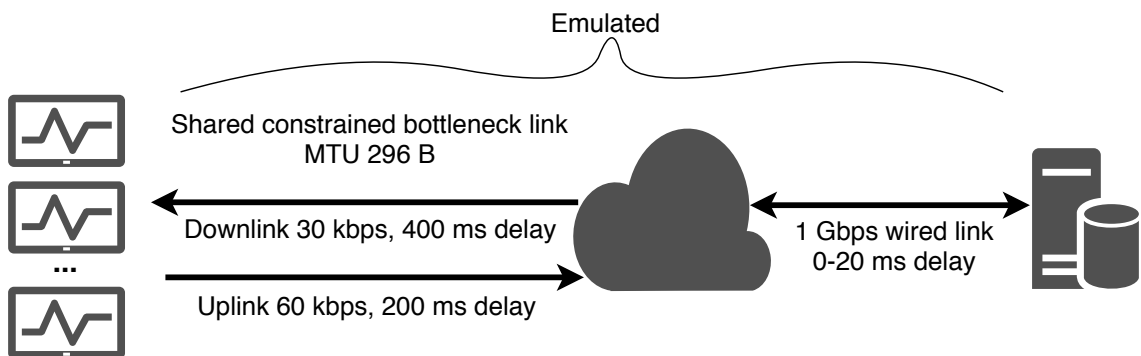 Emulated
Shared constrained bottleneck link
MTU 296 B
Downlink 30 kbps, 400 ms delay
1 Gbps wired link
0-20 ms delay
...
Uplink 60 kbps, 200 ms delay